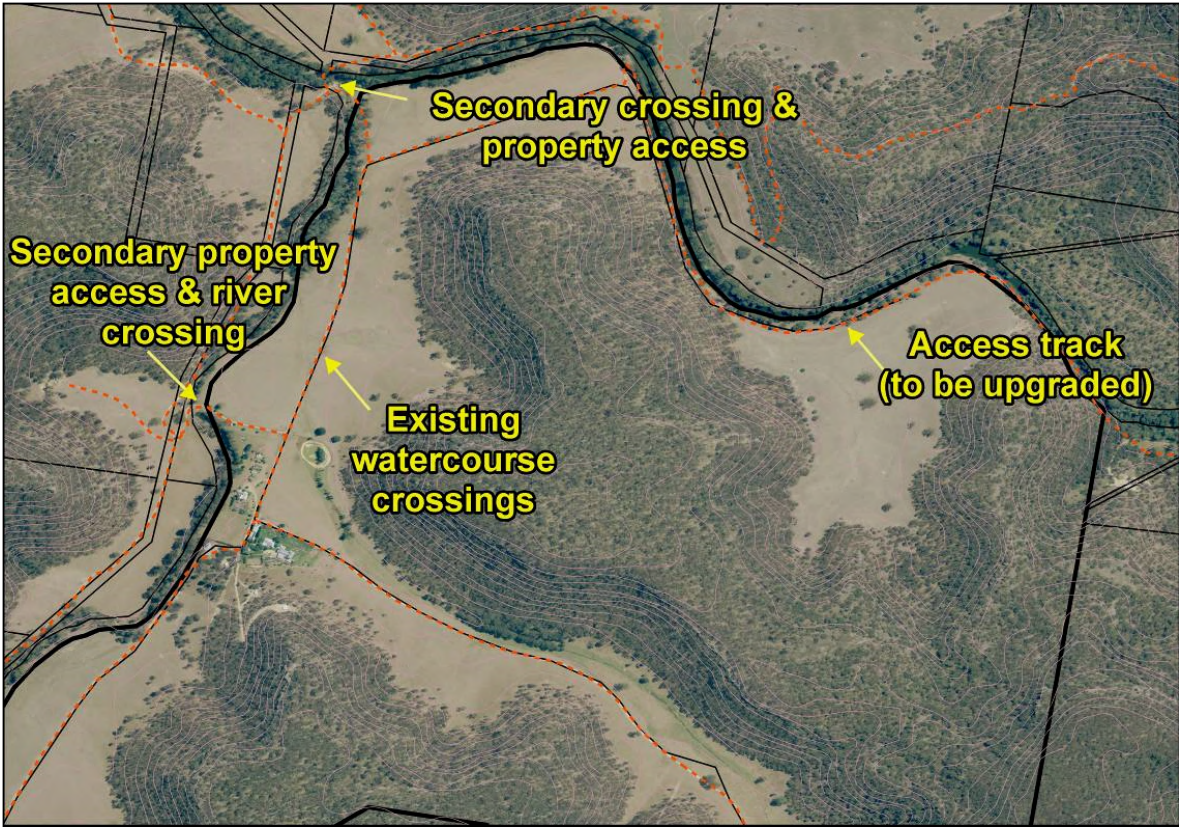 Secondary crossing &
property access
Secondary property
access & river
crossing
Access track
(to be upgraded)
Existing
watercourse
crossings